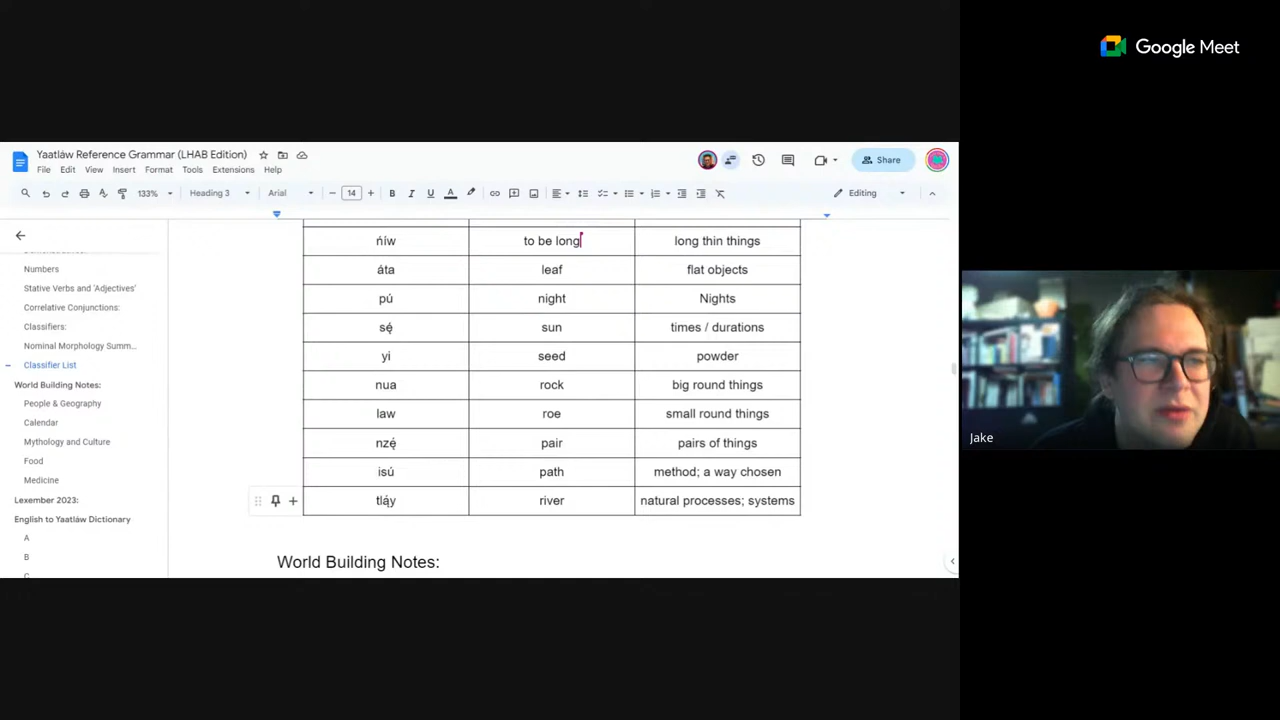 Google Meet
Yaatláw Reference Grammar (LHAB Edition)
File Edit View Insert Format Tools Extensions Help
Share
133% Heading 3 Arial 14 B I U A Editing
Numbers
Stative Verbs and 'Adjectives'
Correlative Conjunctions:
Classifiers:
Nominal Morphology Summ...
Classifier List
World Building Notes:
People & Geography
Calendar
Mythology and Culture
Food
Medicine
Lexember 2023:
English to Yaatláw Dictionary
A
B
C
ńíw to be long long thin things
áta leaf flat objects
pú night Nights
sę́ sun times / durations
yi seed powder
nua rock big round things
law roe small round things
nzę́ pair pairs of things
isú path method; a way chosen
tlą́y river natural processes; systems
World Building Notes:
Jake